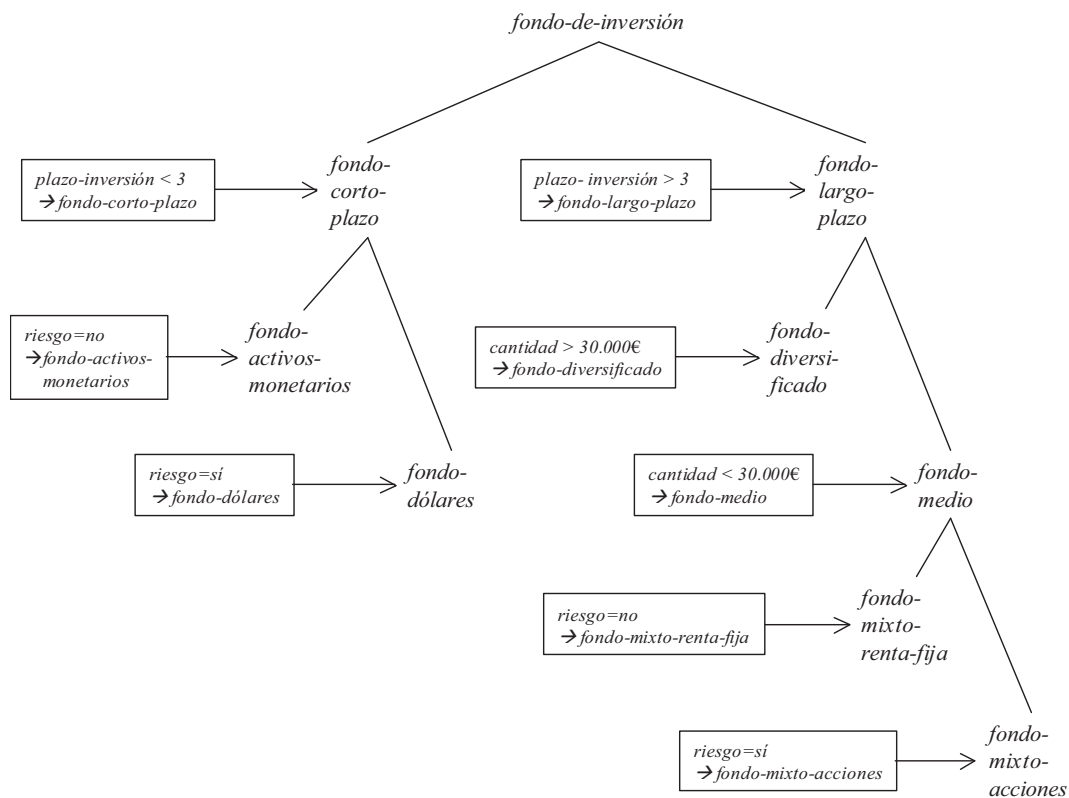 fondo-de-inversión
plazo-inversión < 3
→ fondo-corto-plazo
fondo-
corto-
plazo
plazo- inversión > 3
→ fondo-largo-plazo
fondo-
largo-
plazo
riesgo=no
→ fondo-activos-
monetarios
fondo-
activos-
monetarios
cantidad > 30.000€
→ fondo-diversificado
fondo-
diversi-
ficado
riesgo=sí
→ fondo-dólares
fondo-
dólares
cantidad < 30.000€
→ fondo-medio
fondo-
medio
riesgo=no
→ fondo-mixto-renta-fija
fondo-
mixto-
renta-fija
riesgo=sí
→ fondo-mixto-acciones
fondo-
mixto-
acciones